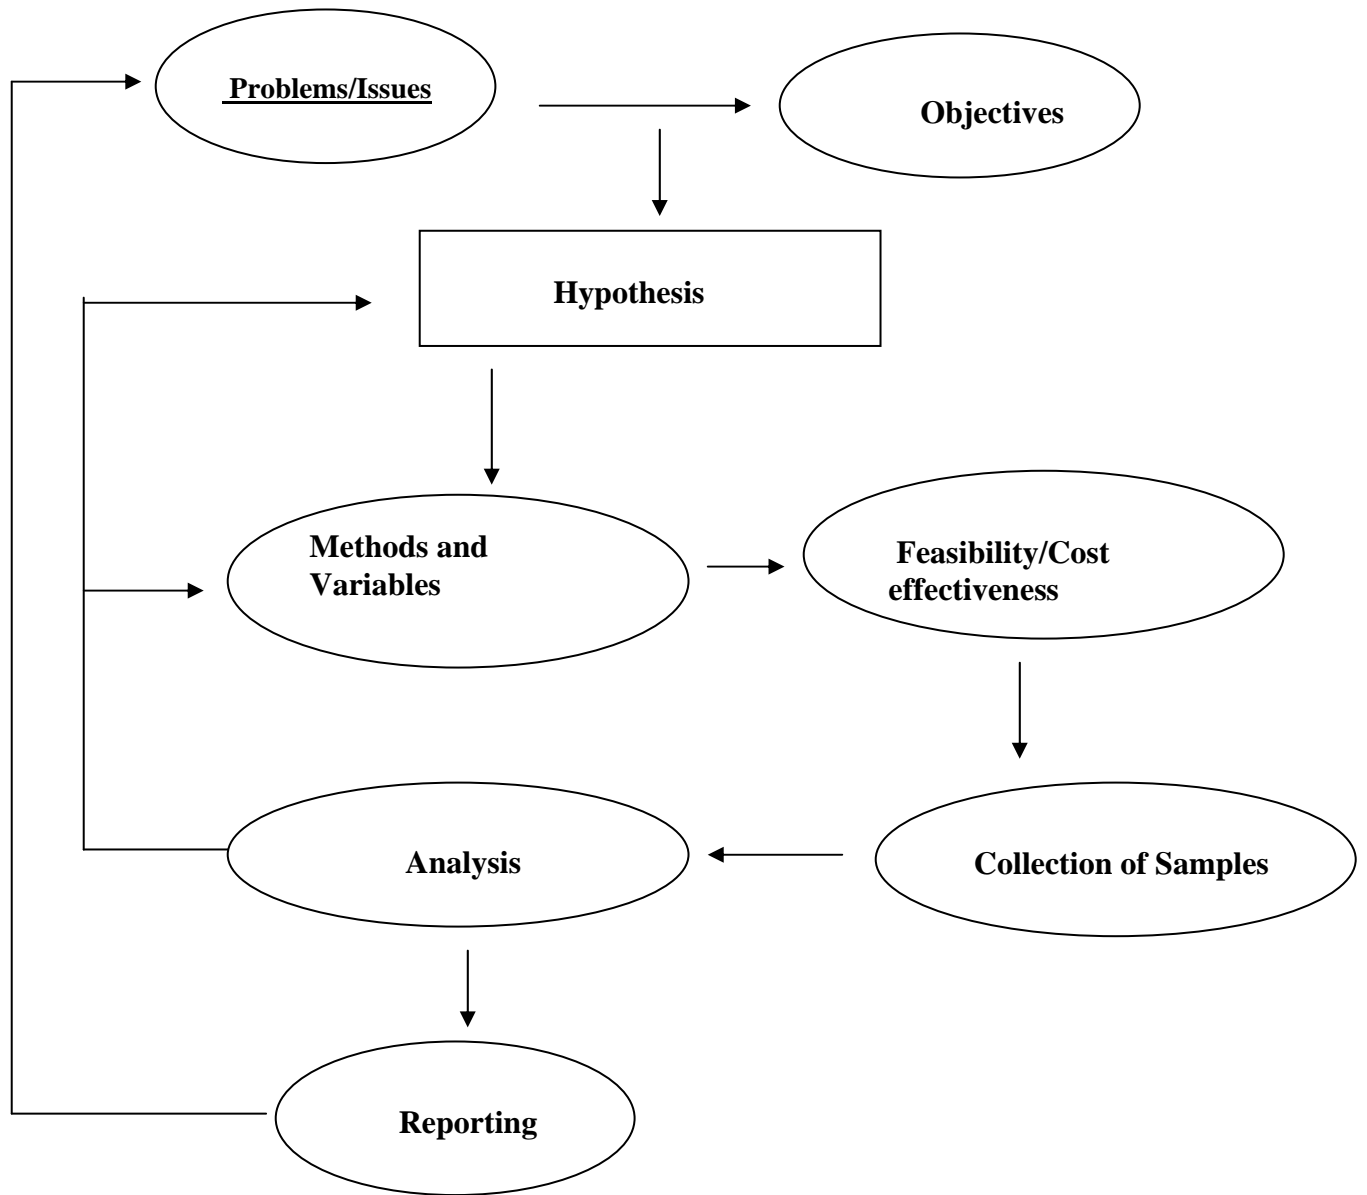 Problems/Issues
Objectives
Hypothesis
Methods and
Variables
Feasibility/Cost
effectiveness
Analysis
Collection of Samples
Reporting